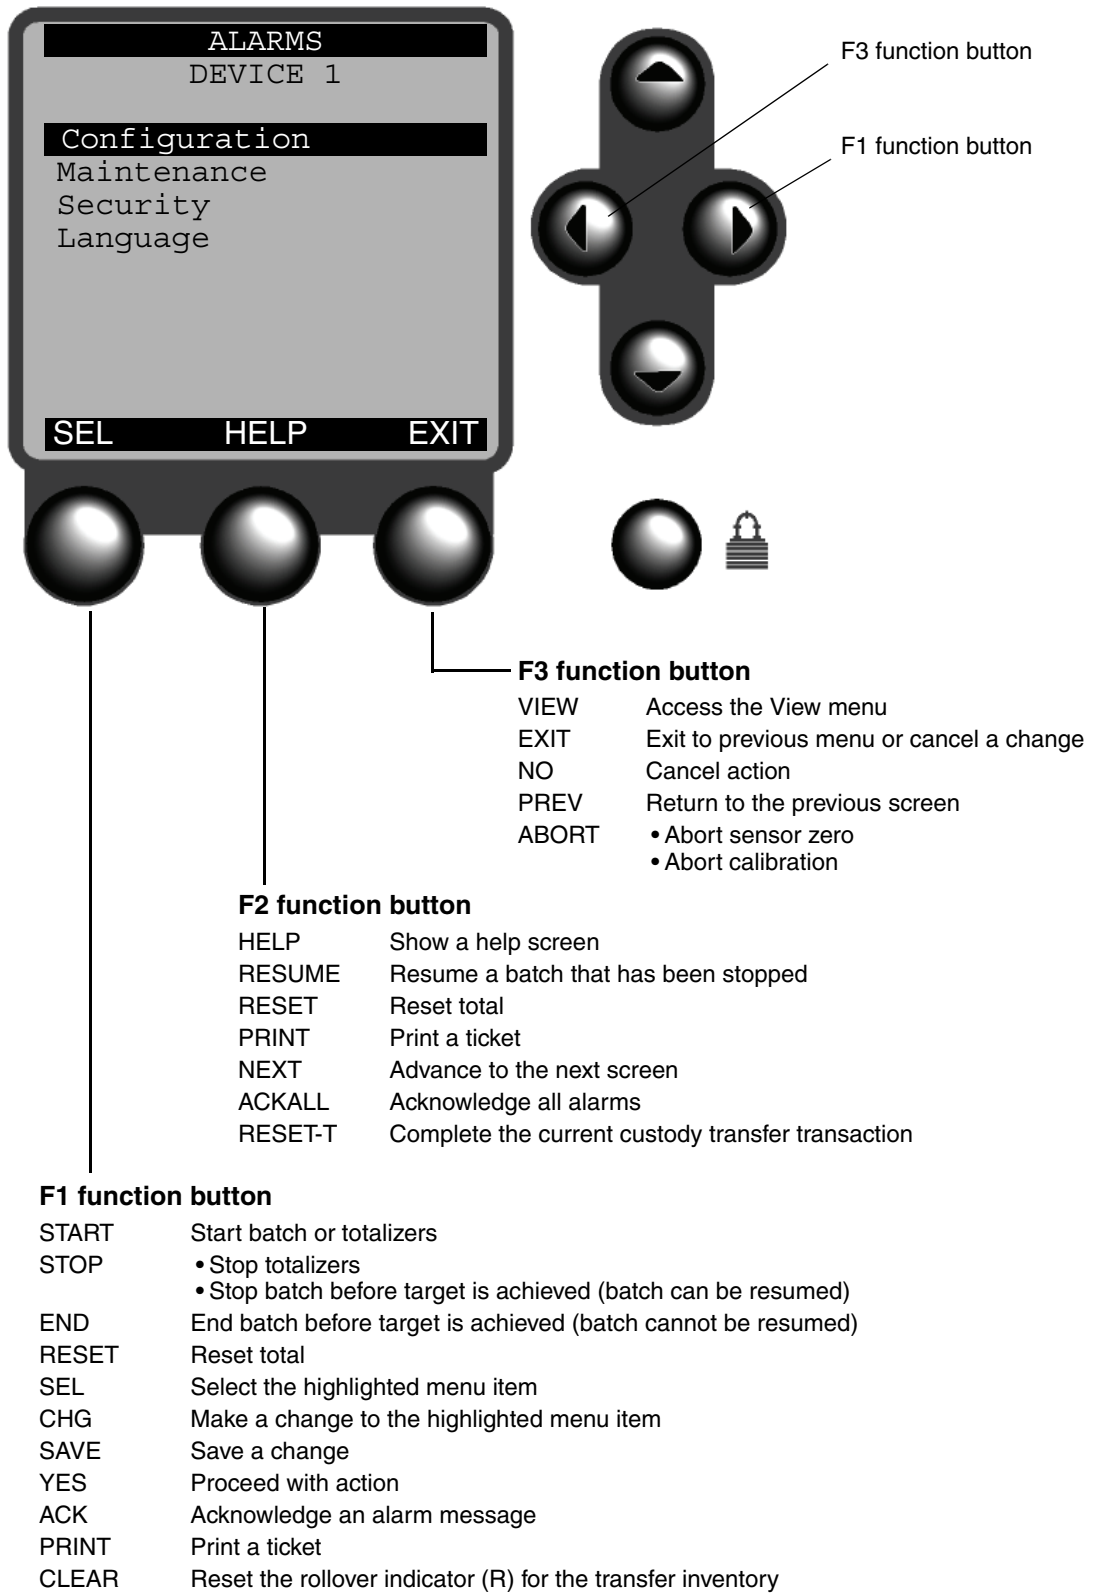 ALARMS
DEVICE 1
Configuration
Maintenance
Security
Language
SEL HELP EXIT
F3 function button
F1 function button
F3 function button
VIEW Access the View menu
EXIT Exit to previous menu or cancel a change
NO Cancel action
PREV Return to the previous screen
ABORT • Abort sensor zero
• Abort calibration
F2 function button
HELP Show a help screen
RESUME Resume a batch that has been stopped
RESET Reset total
PRINT Print a ticket
NEXT Advance to the next screen
ACKALL Acknowledge all alarms
RESET-T Complete the current custody transfer transaction
F1 function button
START Start batch or totalizers
STOP • Stop totalizers
• Stop batch before target is achieved (batch can be resumed)
END End batch before target is achieved (batch cannot be resumed)
RESET Reset total
SEL Select the highlighted menu item
CHG Make a change to the highlighted menu item
SAVE Save a change
YES Proceed with action
ACK Acknowledge an alarm message
PRINT Print a ticket
CLEAR Reset the rollover indicator (R) for the transfer inventory